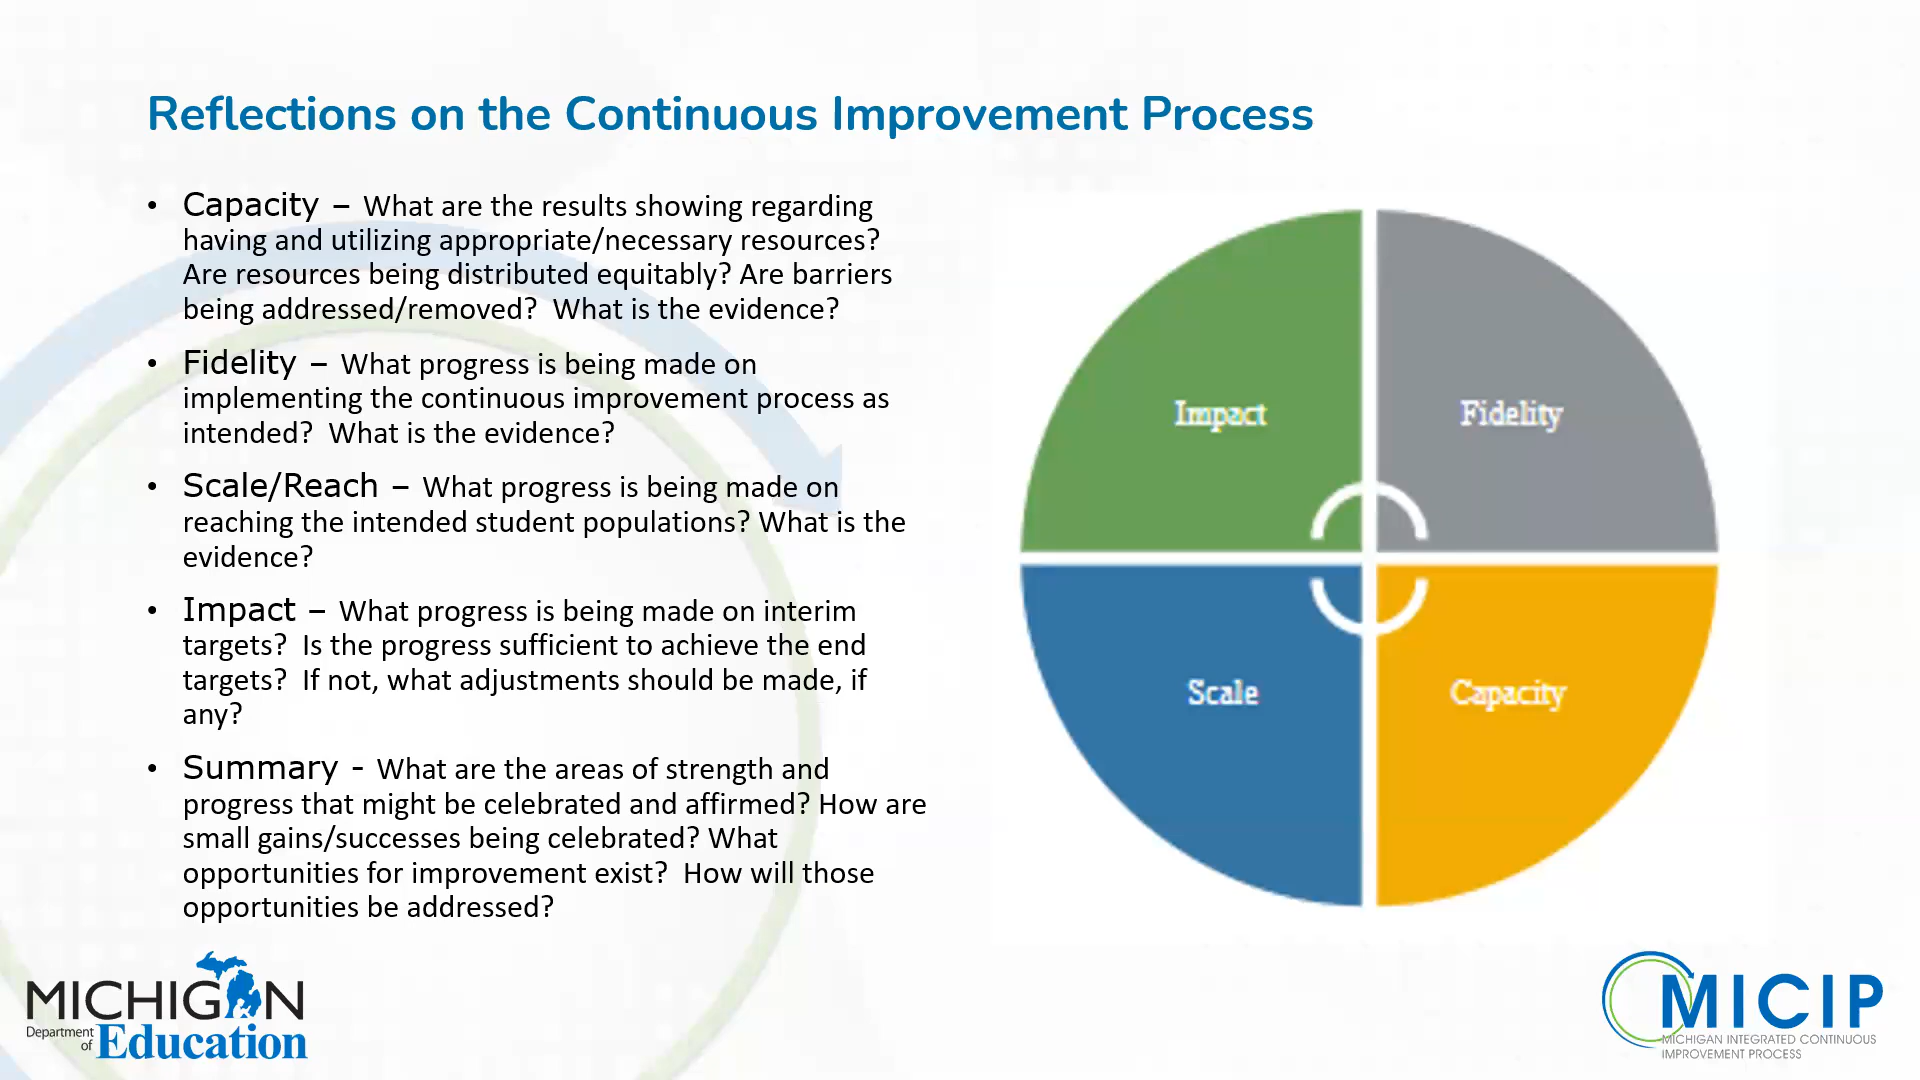 Reflections on the Continuous Improvement Process
• Capacity – What are the results showing regarding
having and utilizing appropriate/necessary resources?
Are resources being distributed equitably? Are barriers
being addressed/removed?  What is the evidence?
• Fidelity – What progress is being made on
implementing the continuous improvement process as
intended?  What is the evidence?
• Scale/Reach – What progress is being made on
reaching the intended student populations? What is the
evidence?
• Impact – What progress is being made on interim
targets?  Is the progress sufficient to achieve the end
targets?  If not, what adjustments should be made, if
any?
• Summary - What are the areas of strength and
progress that might be celebrated and affirmed? How are
small gains/successes being celebrated? What
opportunities for improvement exist?  How will those
opportunities be addressed?
Impact
Fidelity
Scale
Capacity
MICHIGAN
Department
of Education
MICIP
MICHIGAN INTEGRATED CONTINUOUS
IMPROVEMENT PROCESS